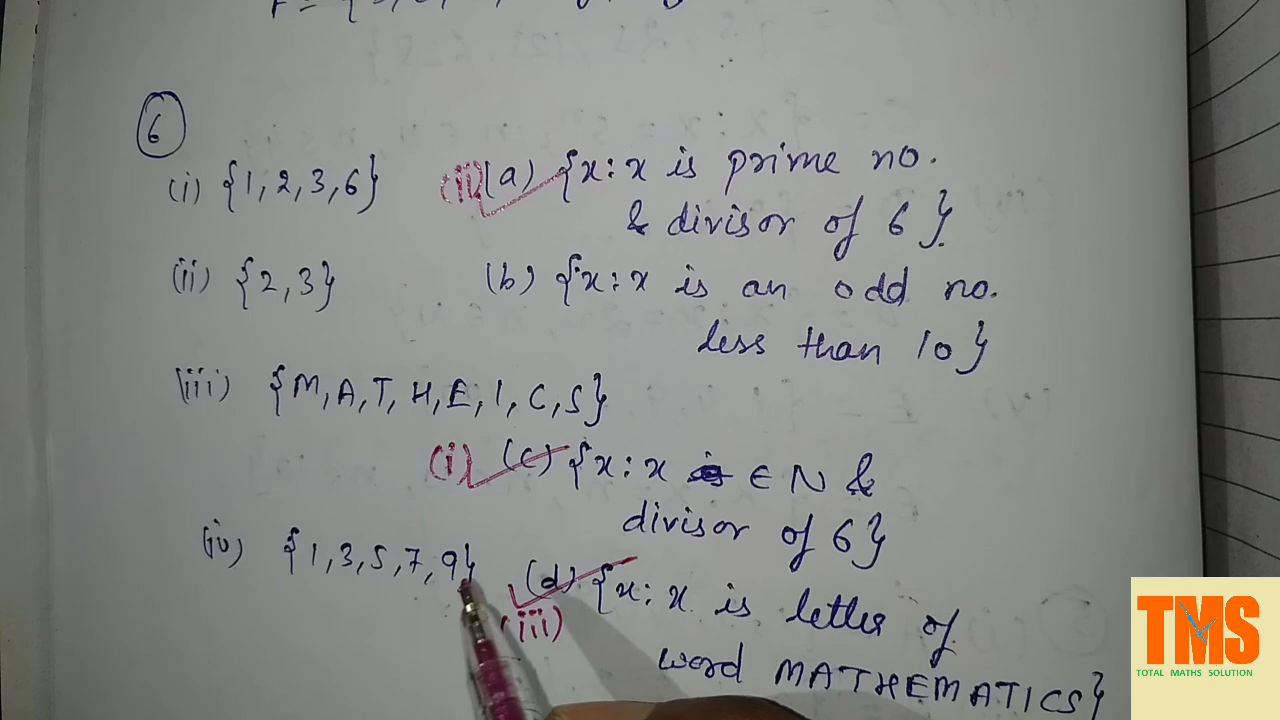 6
(i) {1, 2, 3, 6} (ii) (a) {x : x is prime no.
& divisor of 6}
(ii) {2, 3} (b) {x : x is an odd no.
less than 10}
(iii) {M, A, T, H, E, I, C, S}
(i) (c) {x : x ∈ N &
divisor of 6}
(iv) {1, 3, 5, 7, 9} (d) {x : x is letter of
(iii)
word MATHEMATICS}
TMS
TOTAL MATHS SOLUTION